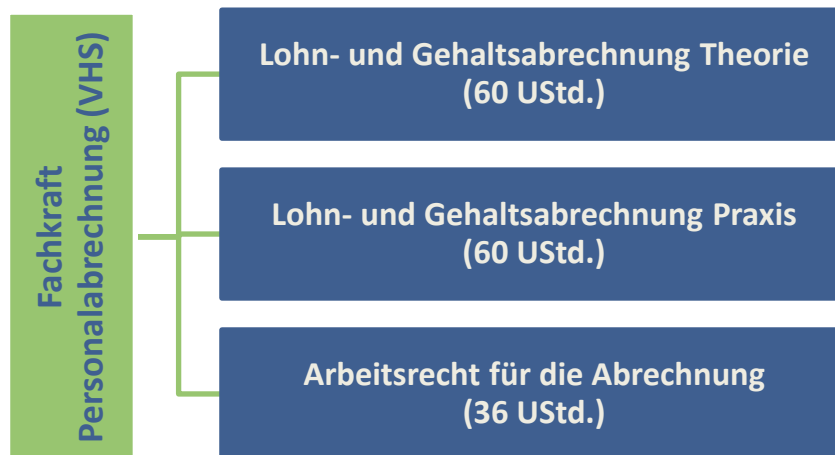 Fachkraft
Personalabrechnung (VHS)
Lohn- und Gehaltsabrechnung Theorie
(60 UStd.)
Lohn- und Gehaltsabrechnung Praxis
(60 UStd.)
Arbeitsrecht für die Abrechnung
(36 UStd.)